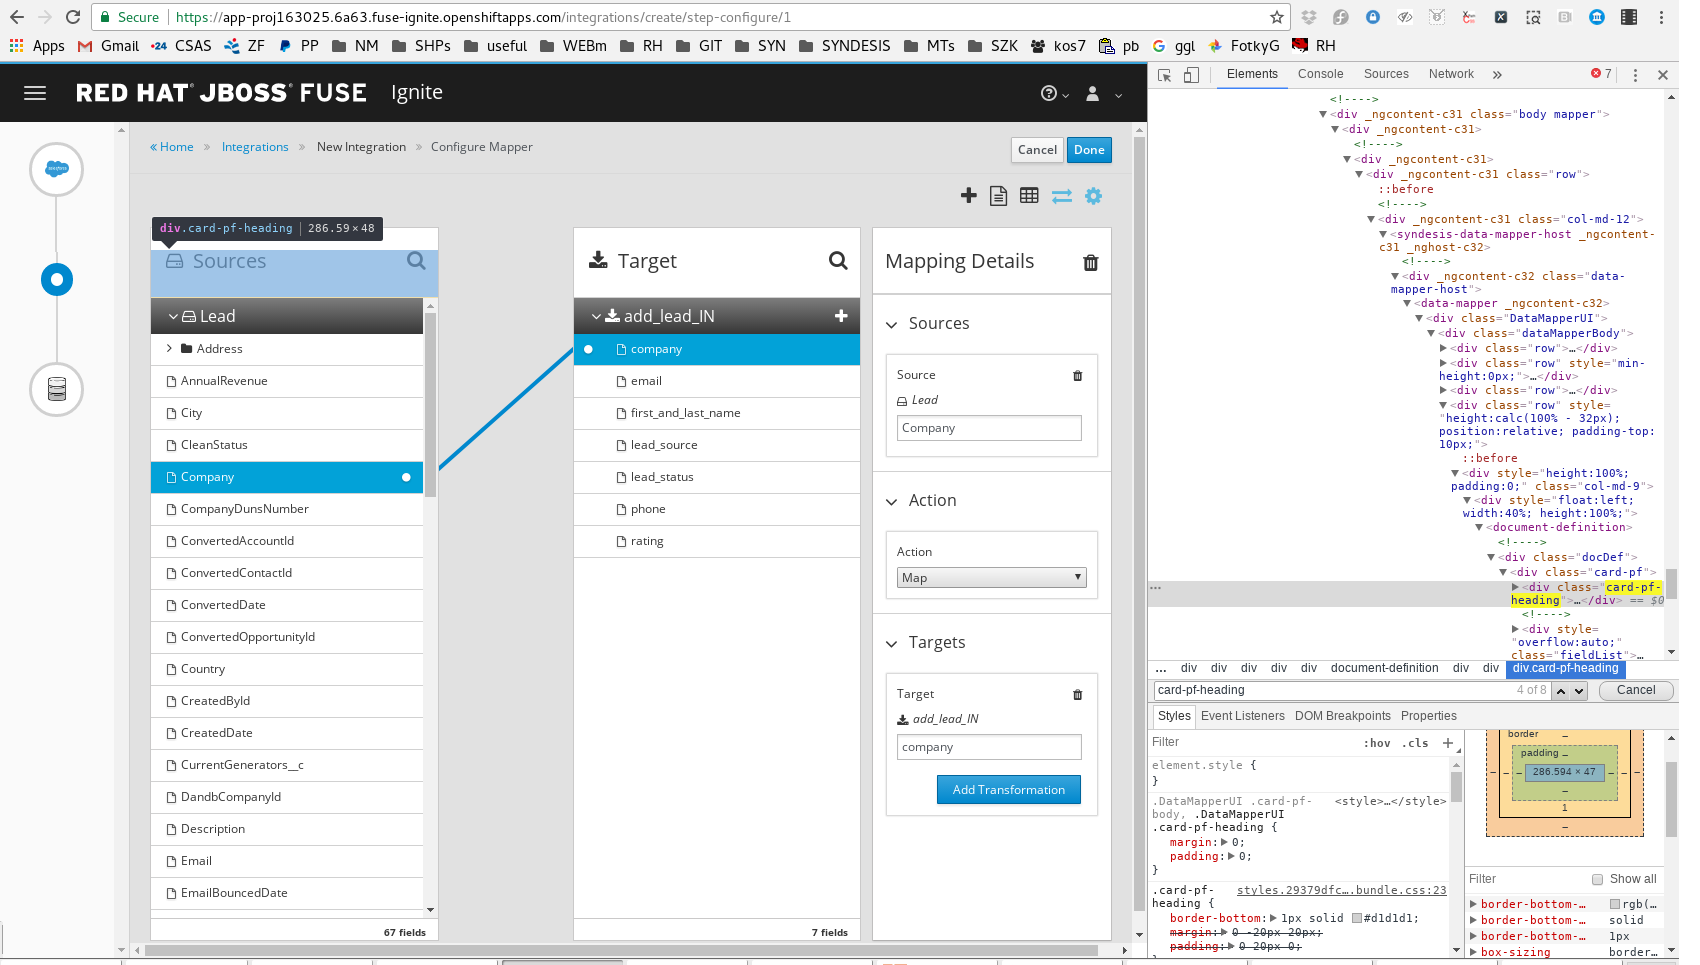 Secure https://app-proj163025.6a63.fuse-ignite.openshiftapps.com/integrations/create/step-configure/1
Apps Gmail CSAS ZF PP NM SHPs useful WEBm RH GIT SYN SYNDESIS MTs SZK kos7 pb ggl FotkyG RH
RED HAT JBOSS FUSE Ignite
« Home » Integrations » New Integration » Configure Mapper
Cancel Done
div.card-pf-heading 286.59 × 48
Sources
Lead
Address
AnnualRevenue
City
CleanStatus
Company
CompanyDunsNumber
ConvertedAccountId
ConvertedContactId
ConvertedDate
ConvertedOpportunityId
Country
CreatedById
CreatedDate
CurrentGenerators__c
DandbCompanyId
Description
Email
EmailBouncedDate
67 fields
Target
add_lead_IN
company
email
first_and_last_name
lead_source
lead_status
phone
rating
7 fields
Mapping Details
Sources
Source
Lead
Company
Action
Action
Map
Targets
Target
add_lead_IN
company
Add Transformation
Elements Console Sources Network » 7
<!---->
<div _ngcontent-c31 class="body mapper">
<div _ngcontent-c31>
<!---->
<div _ngcontent-c31>
<div _ngcontent-c31 class="row">
::before
<!---->
<div _ngcontent-c31 class="col-md-12">
<syndesis-data-mapper-host _ngcontent-
c31 _nghost-c32>
<!---->
<div _ngcontent-c32 class="data-
mapper-host">
<data-mapper _ngcontent-c32>
<div class="DataMapperUI">
<div class="dataMapperBody">
<div class="row">…</div>
<div class="row" style="min-
height:0px;">…</div>
<div class="row">…</div>
<div class="row" style=
"height:calc(100% - 32px);
position:relative; padding-top:
10px;">
::before
<div style="height:100%;
padding:0;" class="col-md-9">
<div style="float:left;
width:40%; height:100%;">
<document-definition>
<!---->
<div class="docDef">
<div class="card-pf">
<div class="card-pf-
heading">…</div> == $0
<!---->
<div style=
"overflow:auto;"
class="fieldList">…
... div div div div div document-definition div div div.card-pf-heading
card-pf-heading 4 of 8 Cancel
Styles Event Listeners DOM Breakpoints Properties
Filter :hov .cls +
element.style {
}
.DataMapperUI .card-pf- <style>…</style>
body, .DataMapperUI
.card-pf-heading {
margin: 0;
padding: 0;
}
.card-pf- styles.29379dfc….bundle.css:23
heading {
border-bottom: 1px solid #d1d1d1;
margin: 0 -20px 20px;
padding: 0 20px 0;
border –
padding –
– – – 286.594 × 47 – – –
–
1
–
Filter Show all
border-bottom-… rgb(…
border-bottom-… solid
border-bottom-… 1px
box-sizing border…